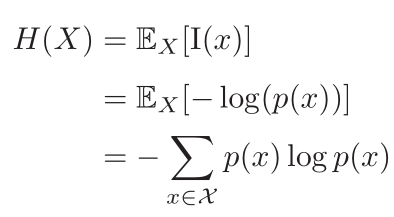 H(X) = 𝔼_X[I(x)]
= 𝔼_X[− log(p(x))]
= − ∑_{x∈𝒳} p(x) log p(x)